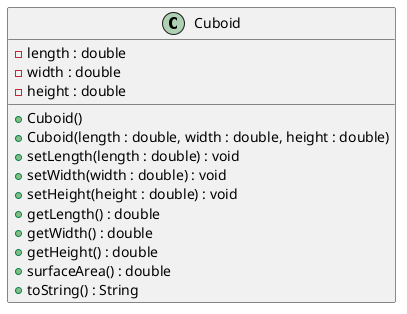 C Cuboid
length : double
width : double
height : double
Cuboid()
Cuboid(length : double, width : double, height : double)
setLength(length : double) : void
setWidth(width : double) : void
setHeight(height : double) : void
getLength() : double
getWidth() : double
getHeight() : double
surfaceArea() : double
toString() : String